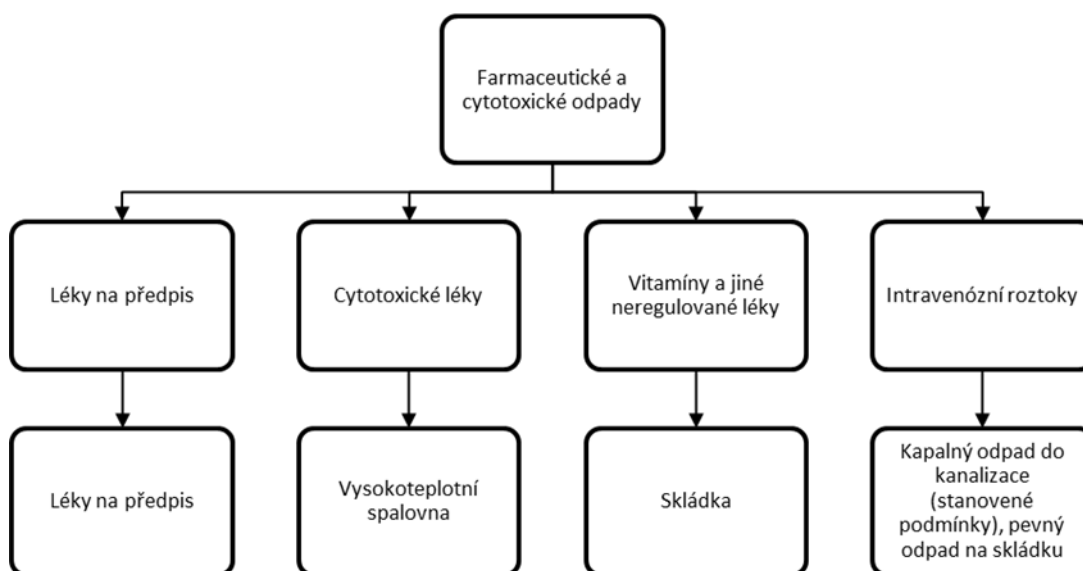 Farmaceutické a
cytotoxické odpady
Léky na předpis
Cytotoxické léky
Vitamíny a jiné
neregulované léky
Intravenózní roztoky
Léky na předpis
Vysokoteplotní
spalovna
Skládka
Kapalný odpad do
kanalizace
(stanovené
podmínky), pevný
odpad na skládku